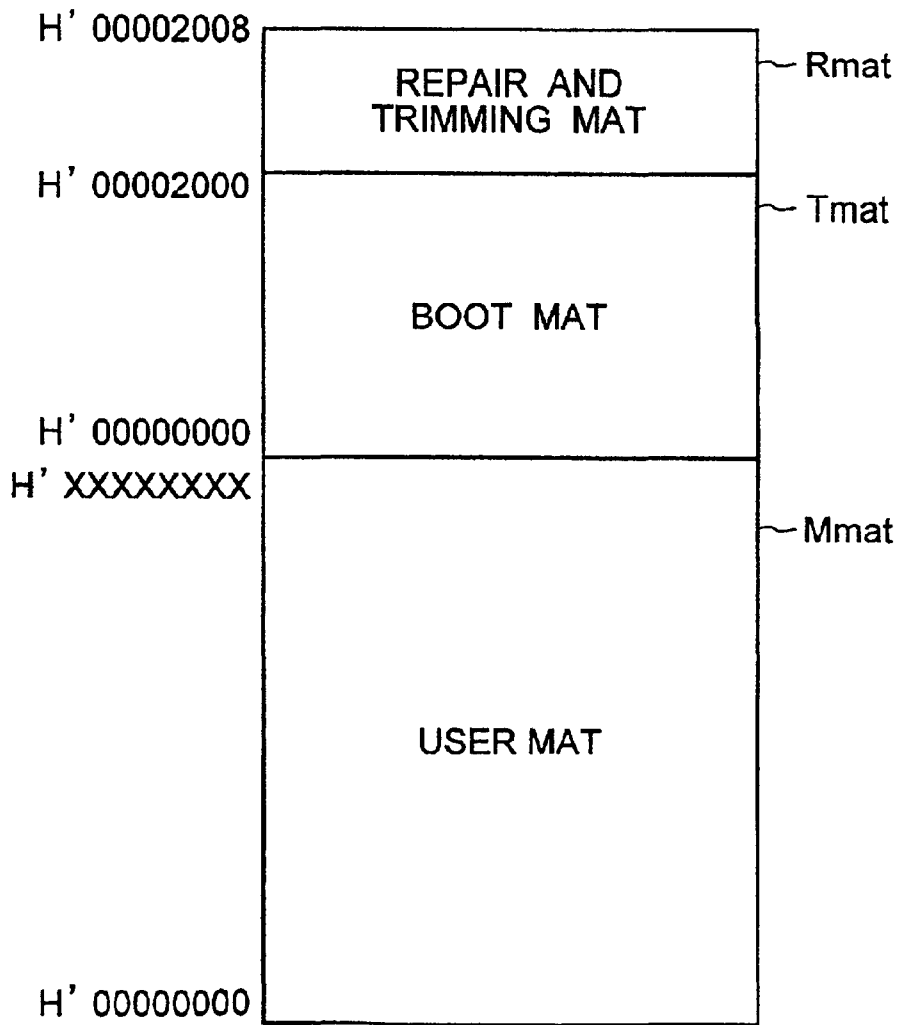 H' 00002008
Rmat
REPAIR AND
TRIMMING MAT
H' 00002000
Tmat
BOOT MAT
H' 00000000
H' XXXXXXXX
Mmat
USER MAT
H' 00000000